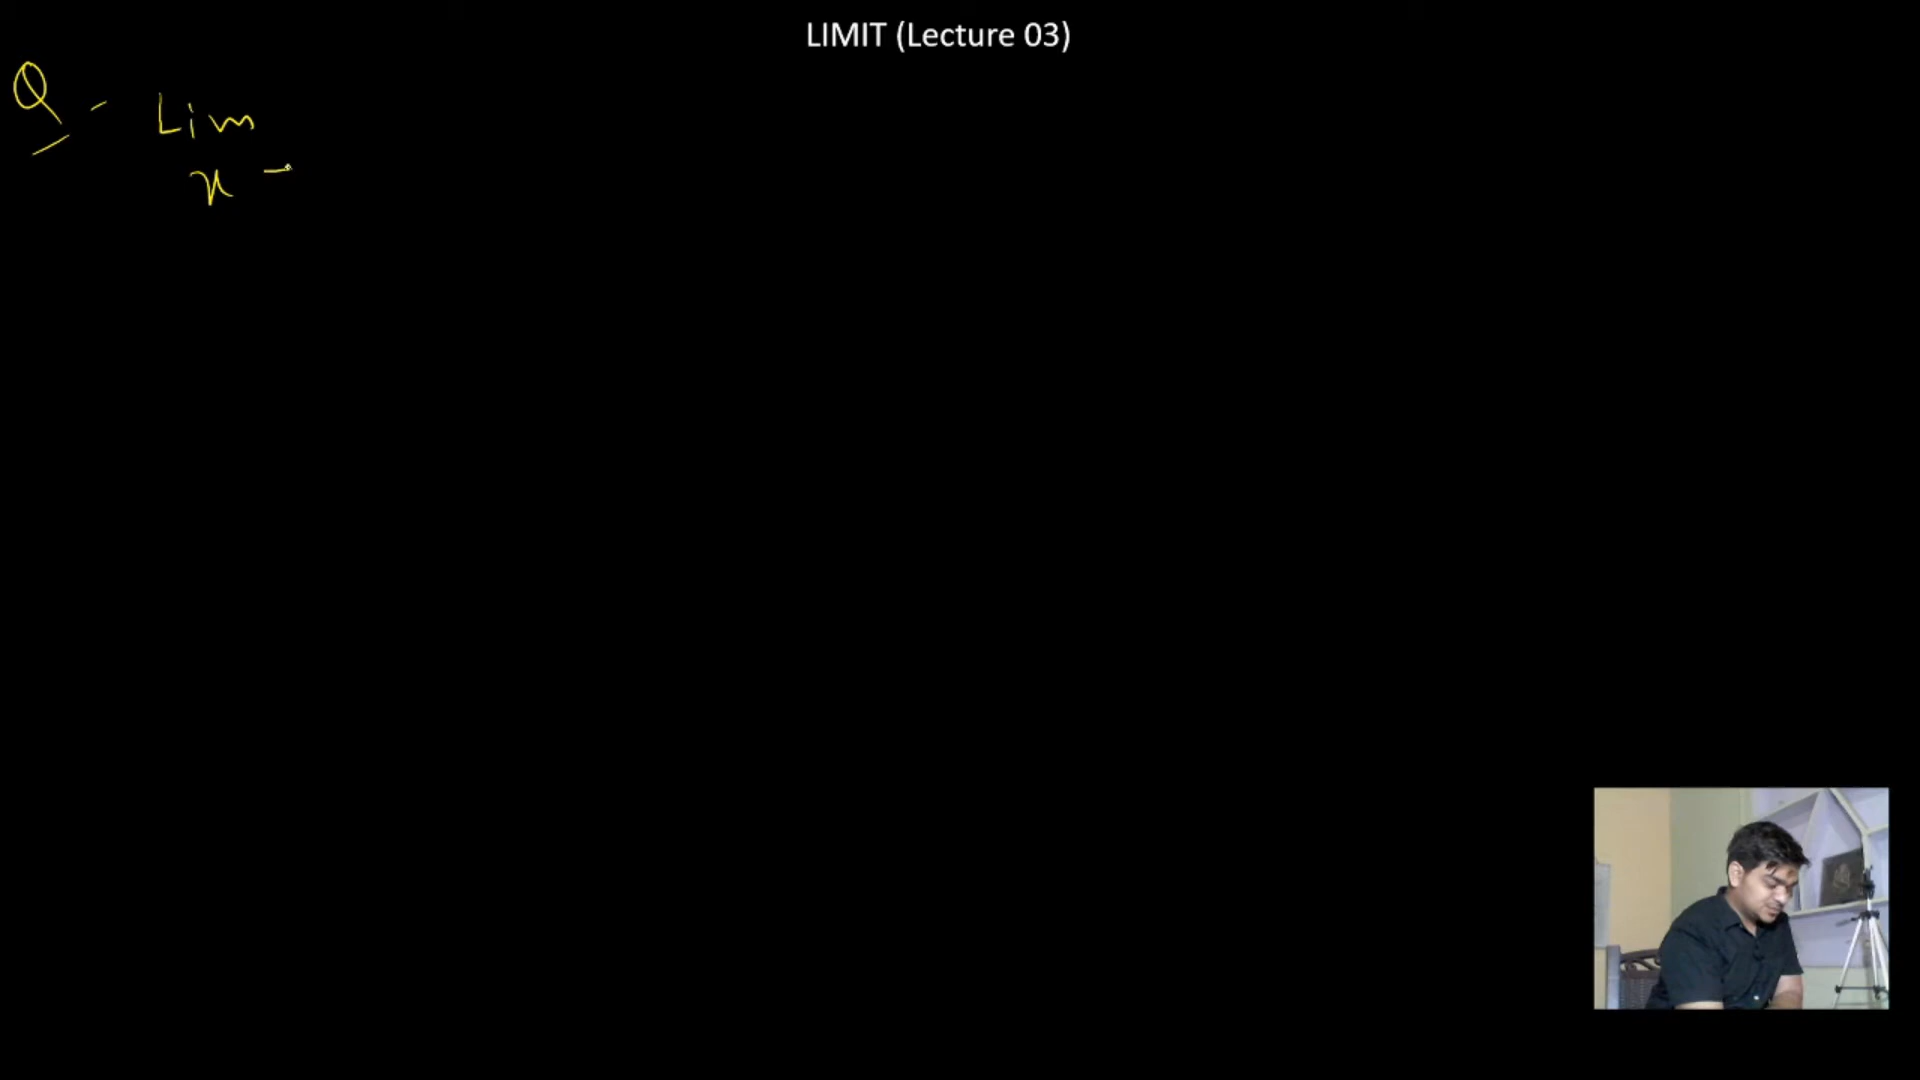 LIMIT (Lecture 03)
Q - Lim
x -